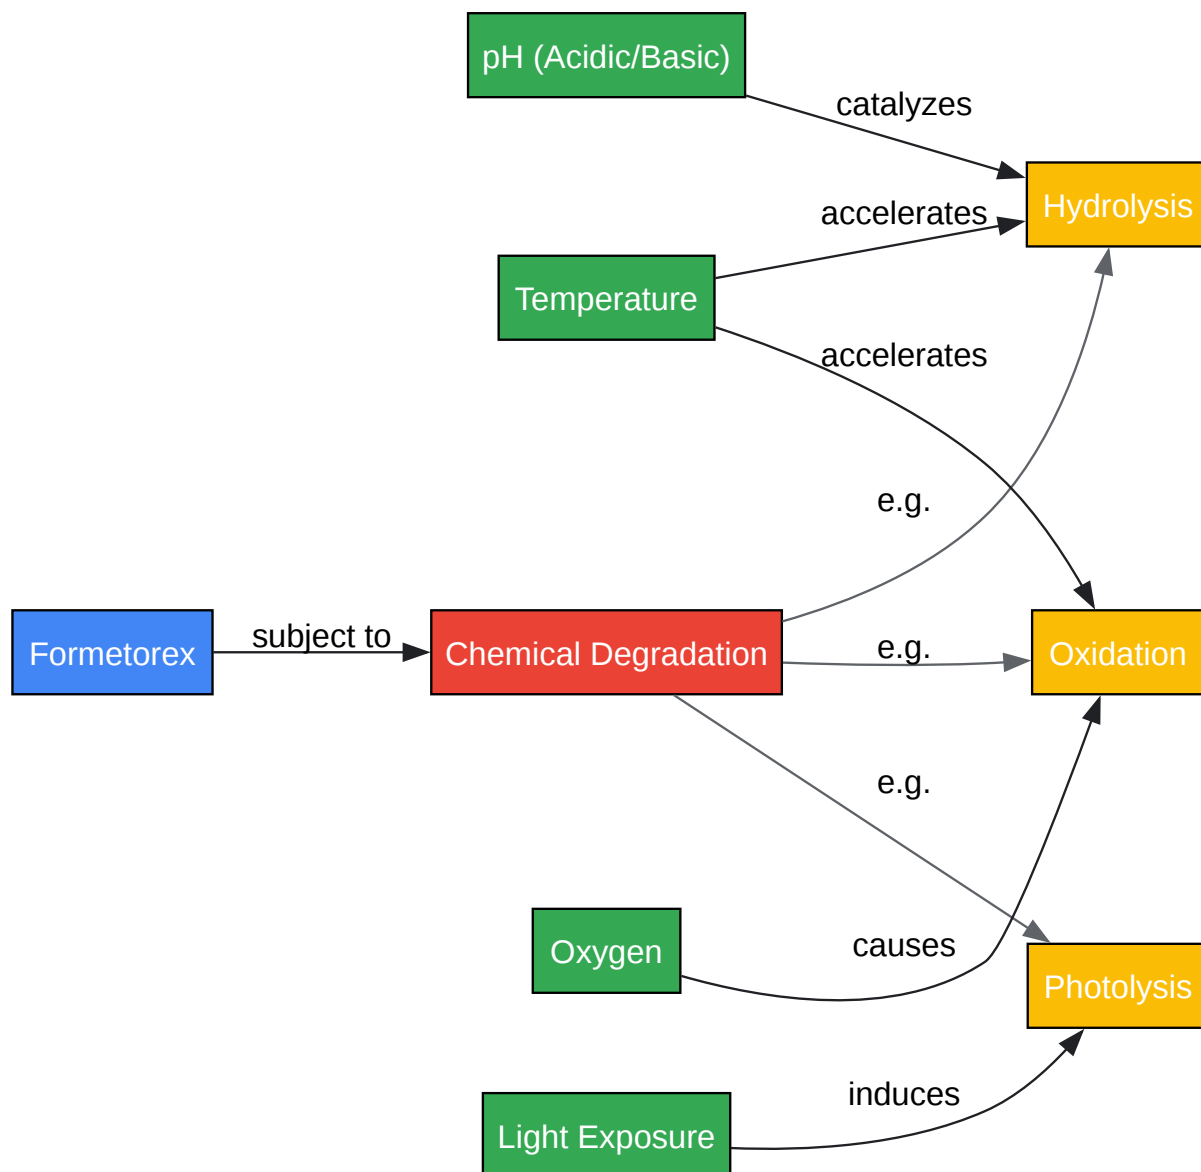 pH (Acidic/Basic)
catalyzes
Hydrolysis
accelerates
Temperature
accelerates
e.g.
Formetorex
subject to
Chemical Degradation
e.g.
Oxidation
e.g.
Oxygen
causes
Photolysis
induces
Light Exposure